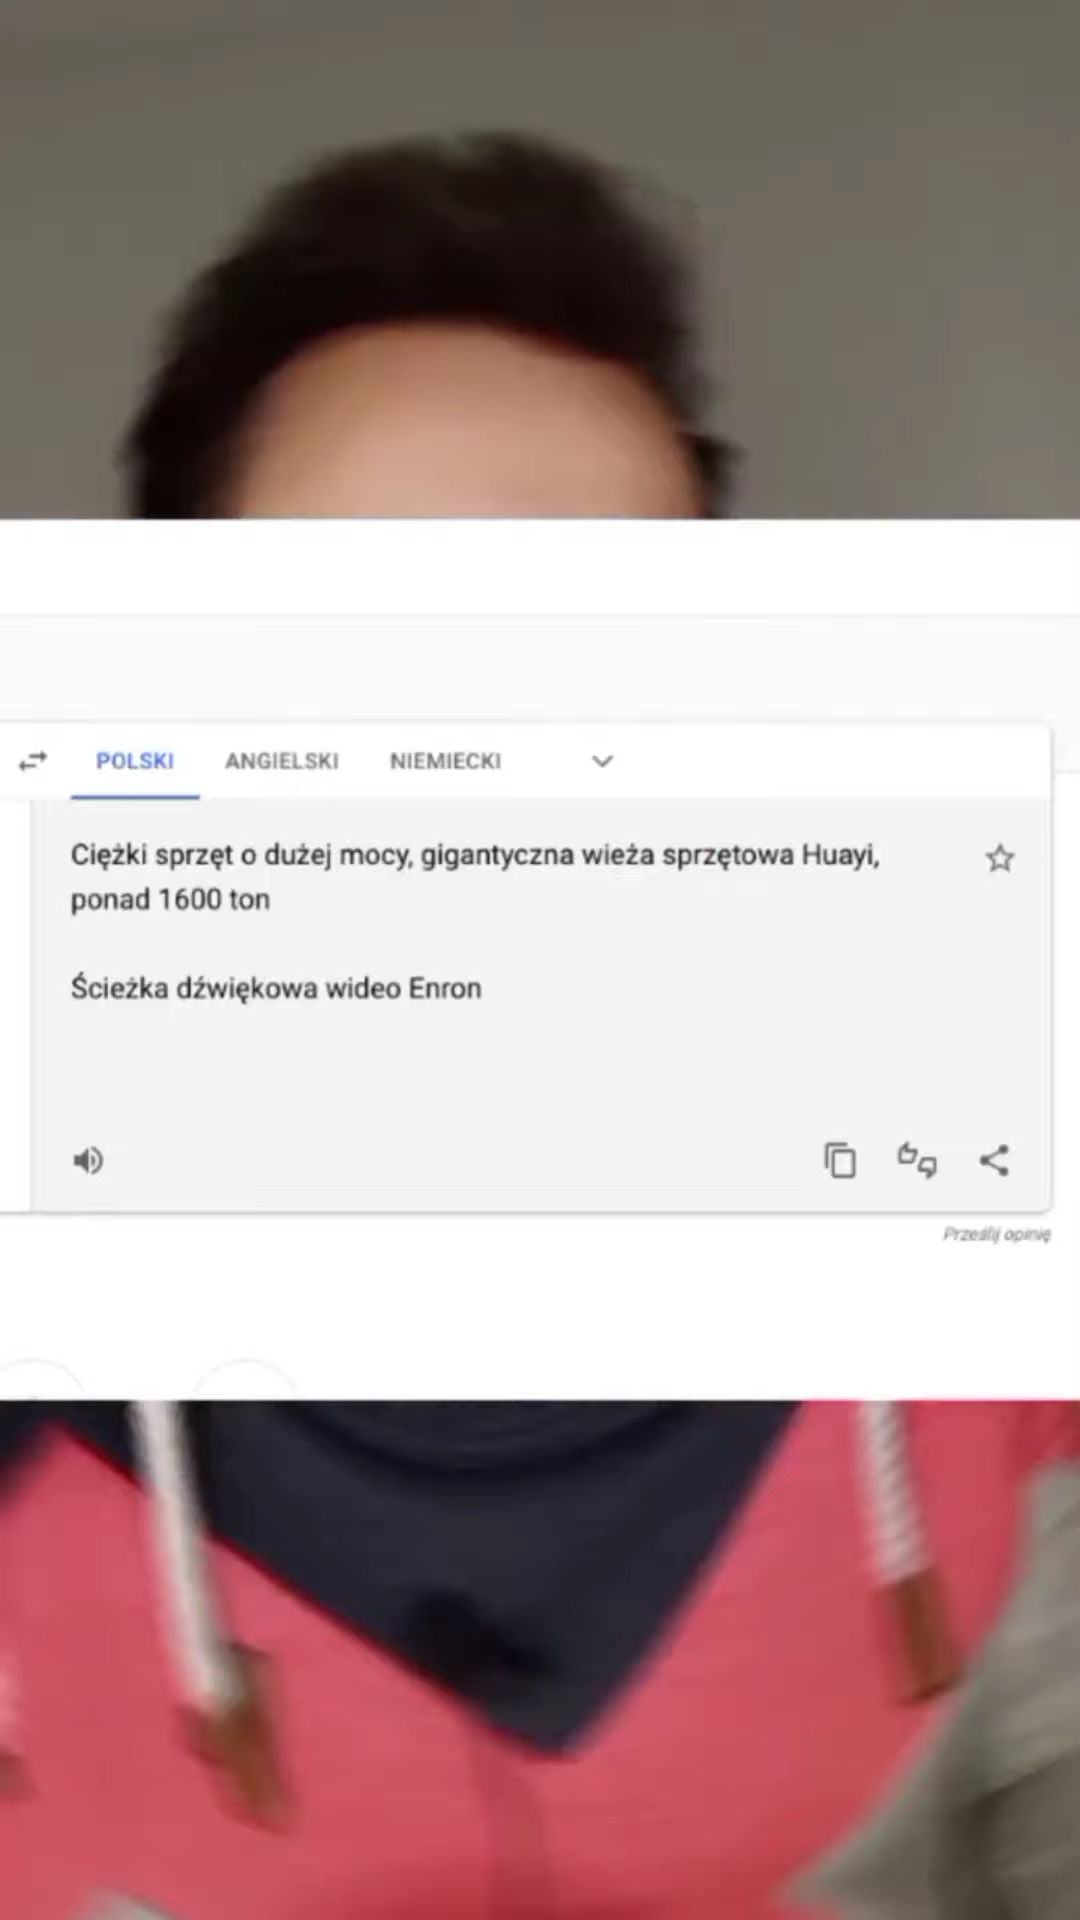 POLSKI ANGIELSKI NIEMIECKI
Ciężki sprzęt o dużej mocy, gigantyczna wieża sprzętowa Huayi,
ponad 1600 ton
Ścieżka dźwiękowa wideo Enron
Prześlij opinię